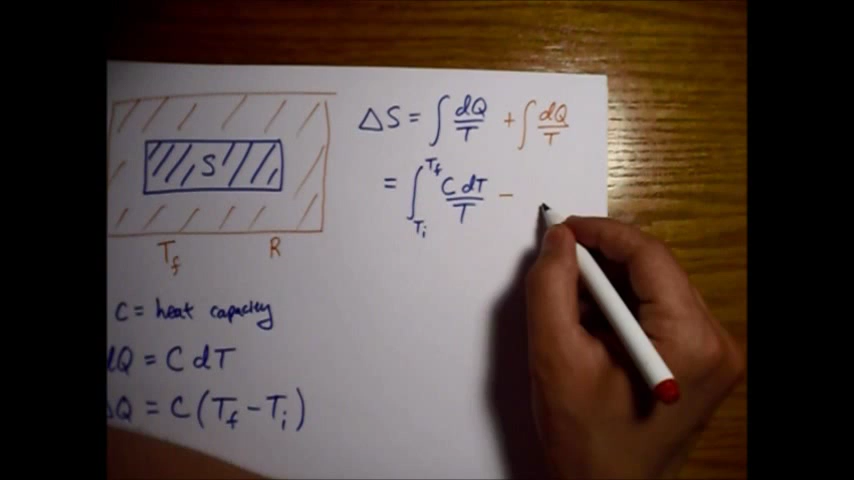 S
T_f R
C = heat capacity
dQ = C dT
ΔQ = C (T_f - T_i)
ΔS = ∫ dQ/T + ∫ dQ/T
= ∫_{T_i}^{T_f} C dT/T -